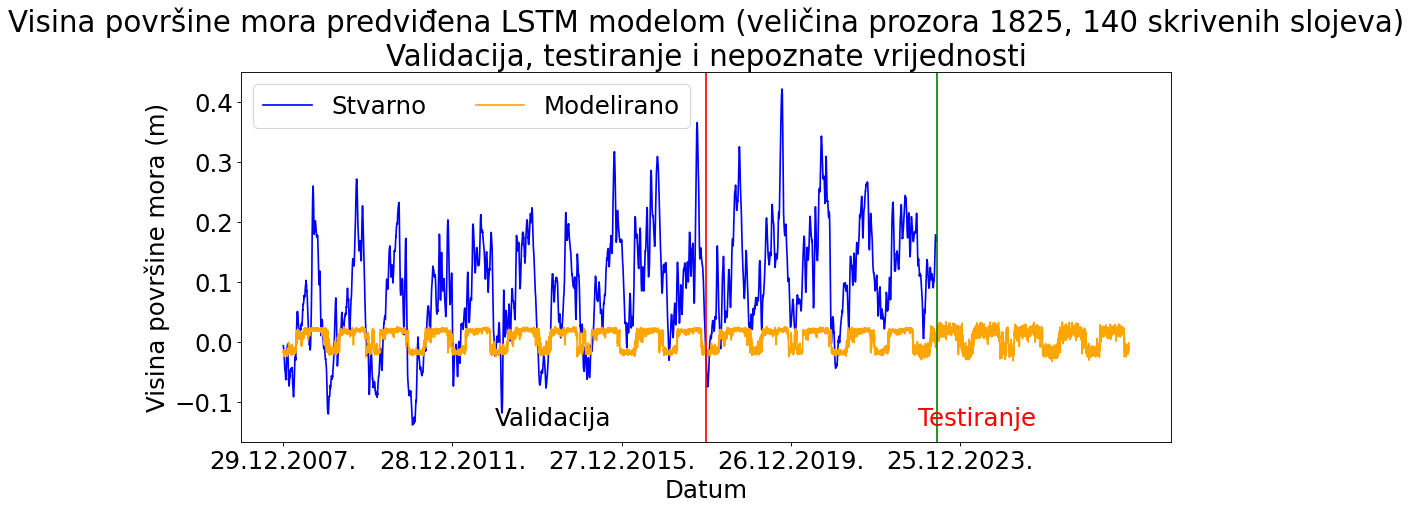 Visina površine mora predviđena LSTM modelom (veličina prozora 1825, 140 skrivenih slojeva)
Validacija, testiranje i nepoznate vrijednosti
Stvarno
Modelirano
Visina površine mora (m)
0.4
0.3
0.2
0.1
0.0
−0.1
Validacija
Testiranje
29.12.2007.
28.12.2011.
27.12.2015.
26.12.2019.
25.12.2023.
Datum